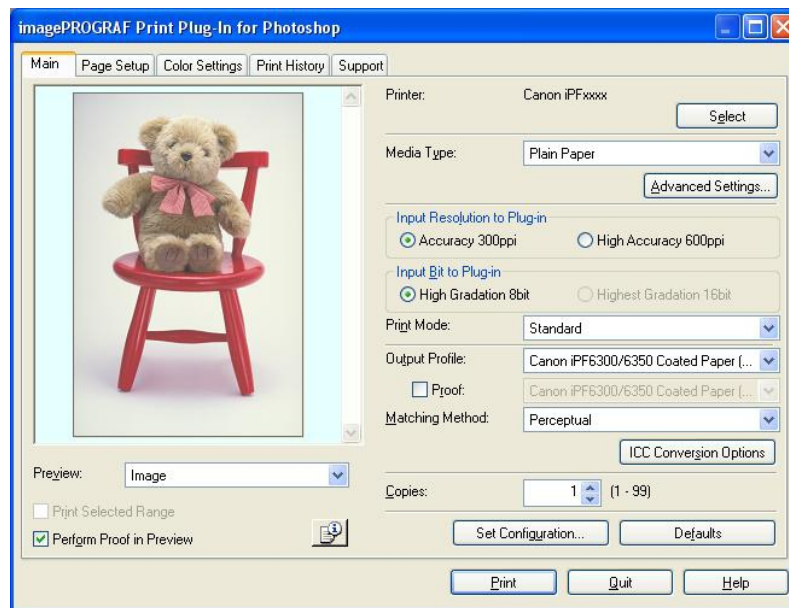 imagePROGRAF Print Plug-In for Photoshop
Main Page Setup Color Settings Print History Support
Printer: Canon iPFxxxx
Select
Media Type: Plain Paper
Advanced Settings...
Input Resolution to Plug-in
Accuracy 300ppi High Accuracy 600ppi
Input Bit to Plug-in
High Gradation 8bit Highest Gradation 16bit
Print Mode: Standard
Output Profile: Canon iPF6300/6350 Coated Paper (...
Proof: Canon iPF6300/6350 Coated Paper (...
Matching Method: Perceptual
ICC Conversion Options
Preview: Image
Copies: 1 (1 - 99)
Print Selected Range
Perform Proof in Preview
Set Configuration... Defaults
Print Quit Help